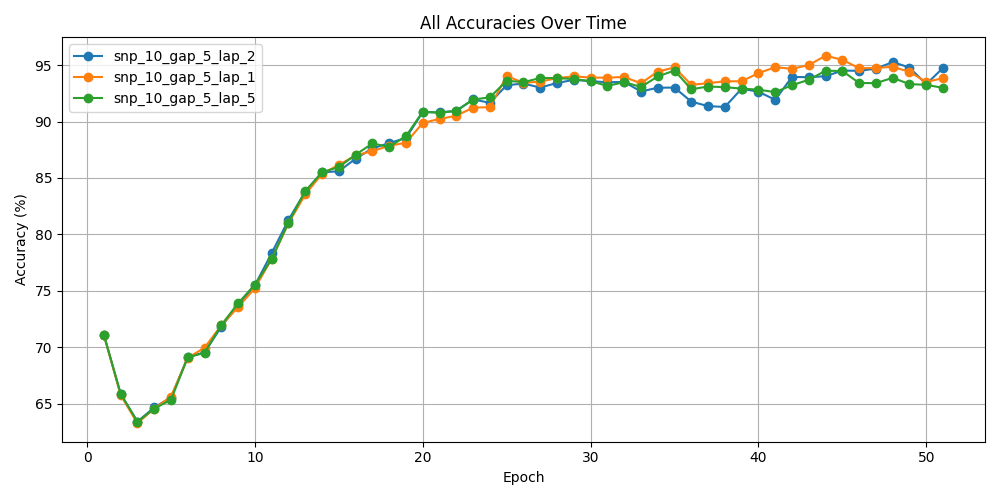 All Accuracies Over Time
snp_10_gap_5_lap_2
snp_10_gap_5_lap_1
snp_10_gap_5_lap_5
Accuracy (%)
95
90
85
80
75
70
65
0 10 20 30 40 50
Epoch